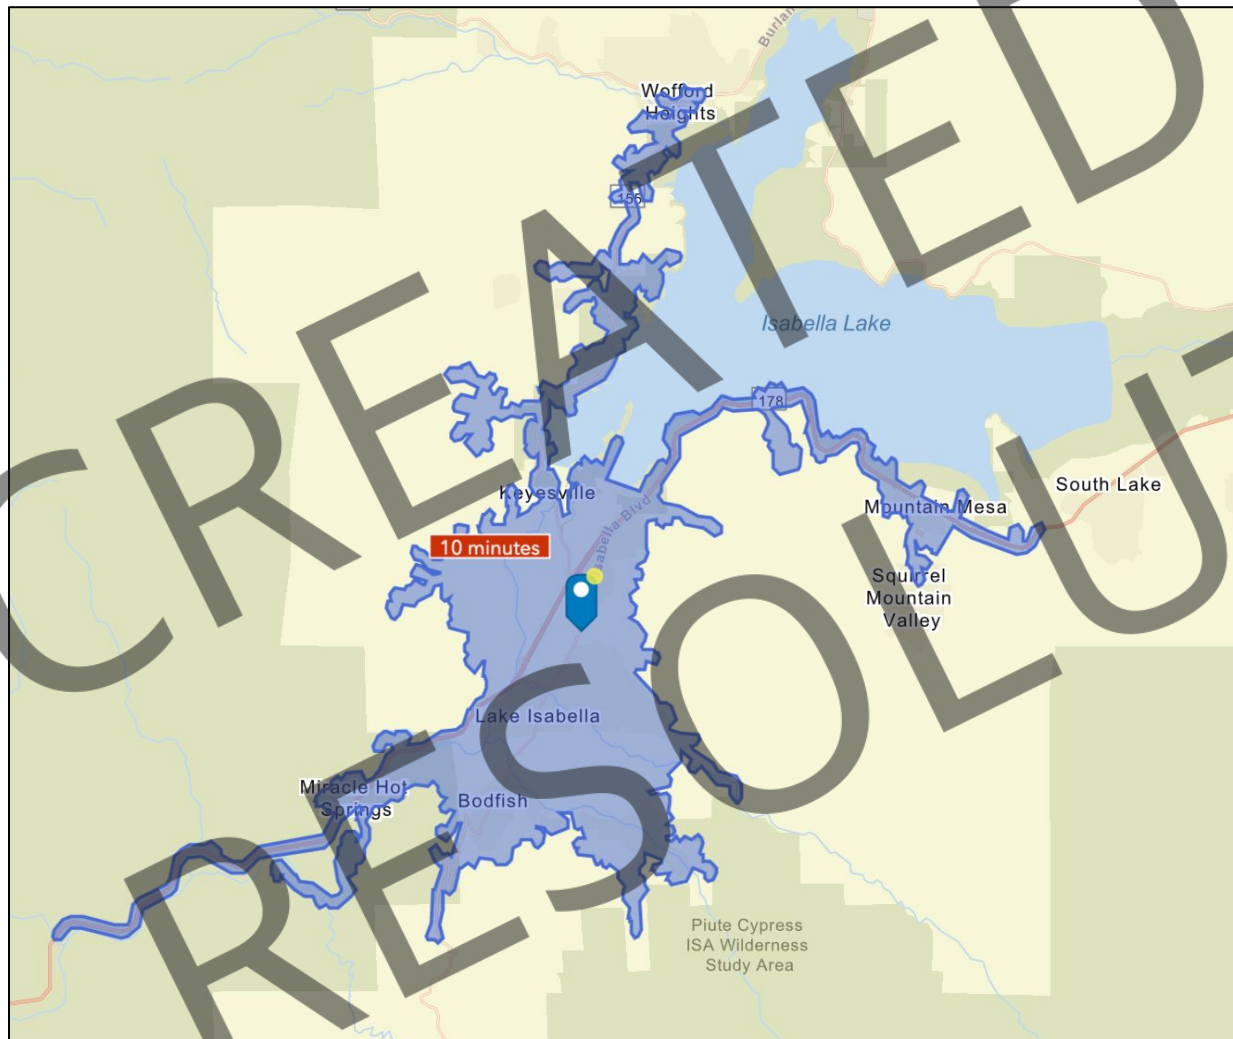 Burlan
Wofford
Heights
155
Isabella Lake
178
Keyesville
South Lake
Mountain Mesa
10 minutes
Isabella Blvd
Squirrel
Mountain
Valley
Lake Isabella
Miracle Hot
Springs
Bodfish
Piute Cypress
ISA Wilderness
Study Area
CREATED
RESOLUT